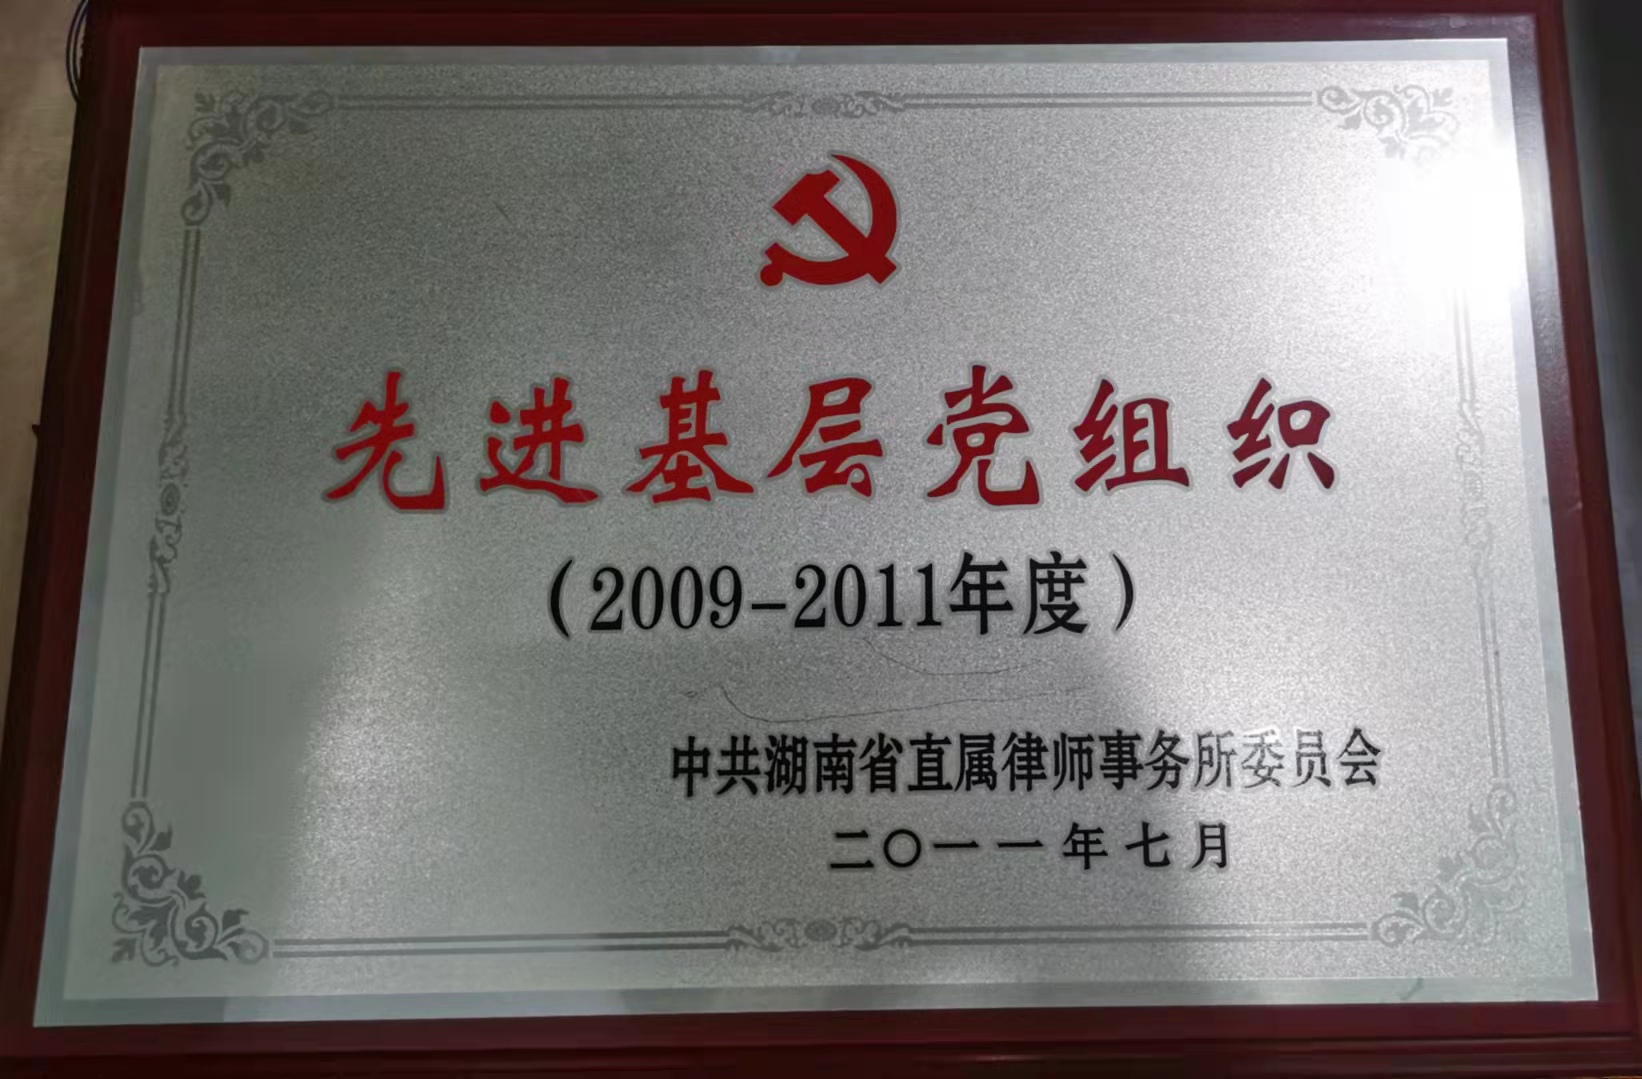 先进基层党组织
（2009-2011年度）
中共湖南省直属律师事务所委员会
二〇一一年七月